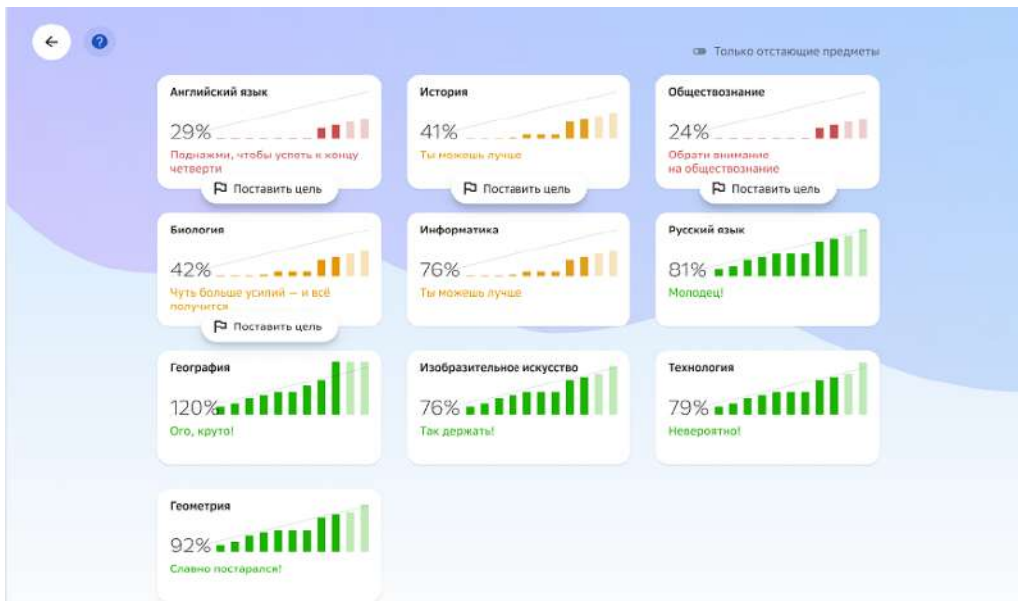 Только отстающие предметы
Английский язык
29%
Поднажми, чтобы успеть к концу
четверти
Поставить цель
История
41%
Ты можешь лучше
Поставить цель
Обществознание
24%
Обрати внимание
на обществознание
Поставить цель
Биология
42%
Чуть больше усилий — и всё
получится
Поставить цель
Информатика
76%
Ты можешь лучше
Русский язык
81%
Молодец!
География
120%
Ого, круто!
Изобразительное искусство
76%
Так держать!
Технология
79%
Невероятно!
Геометрия
92%
Славно постарался!